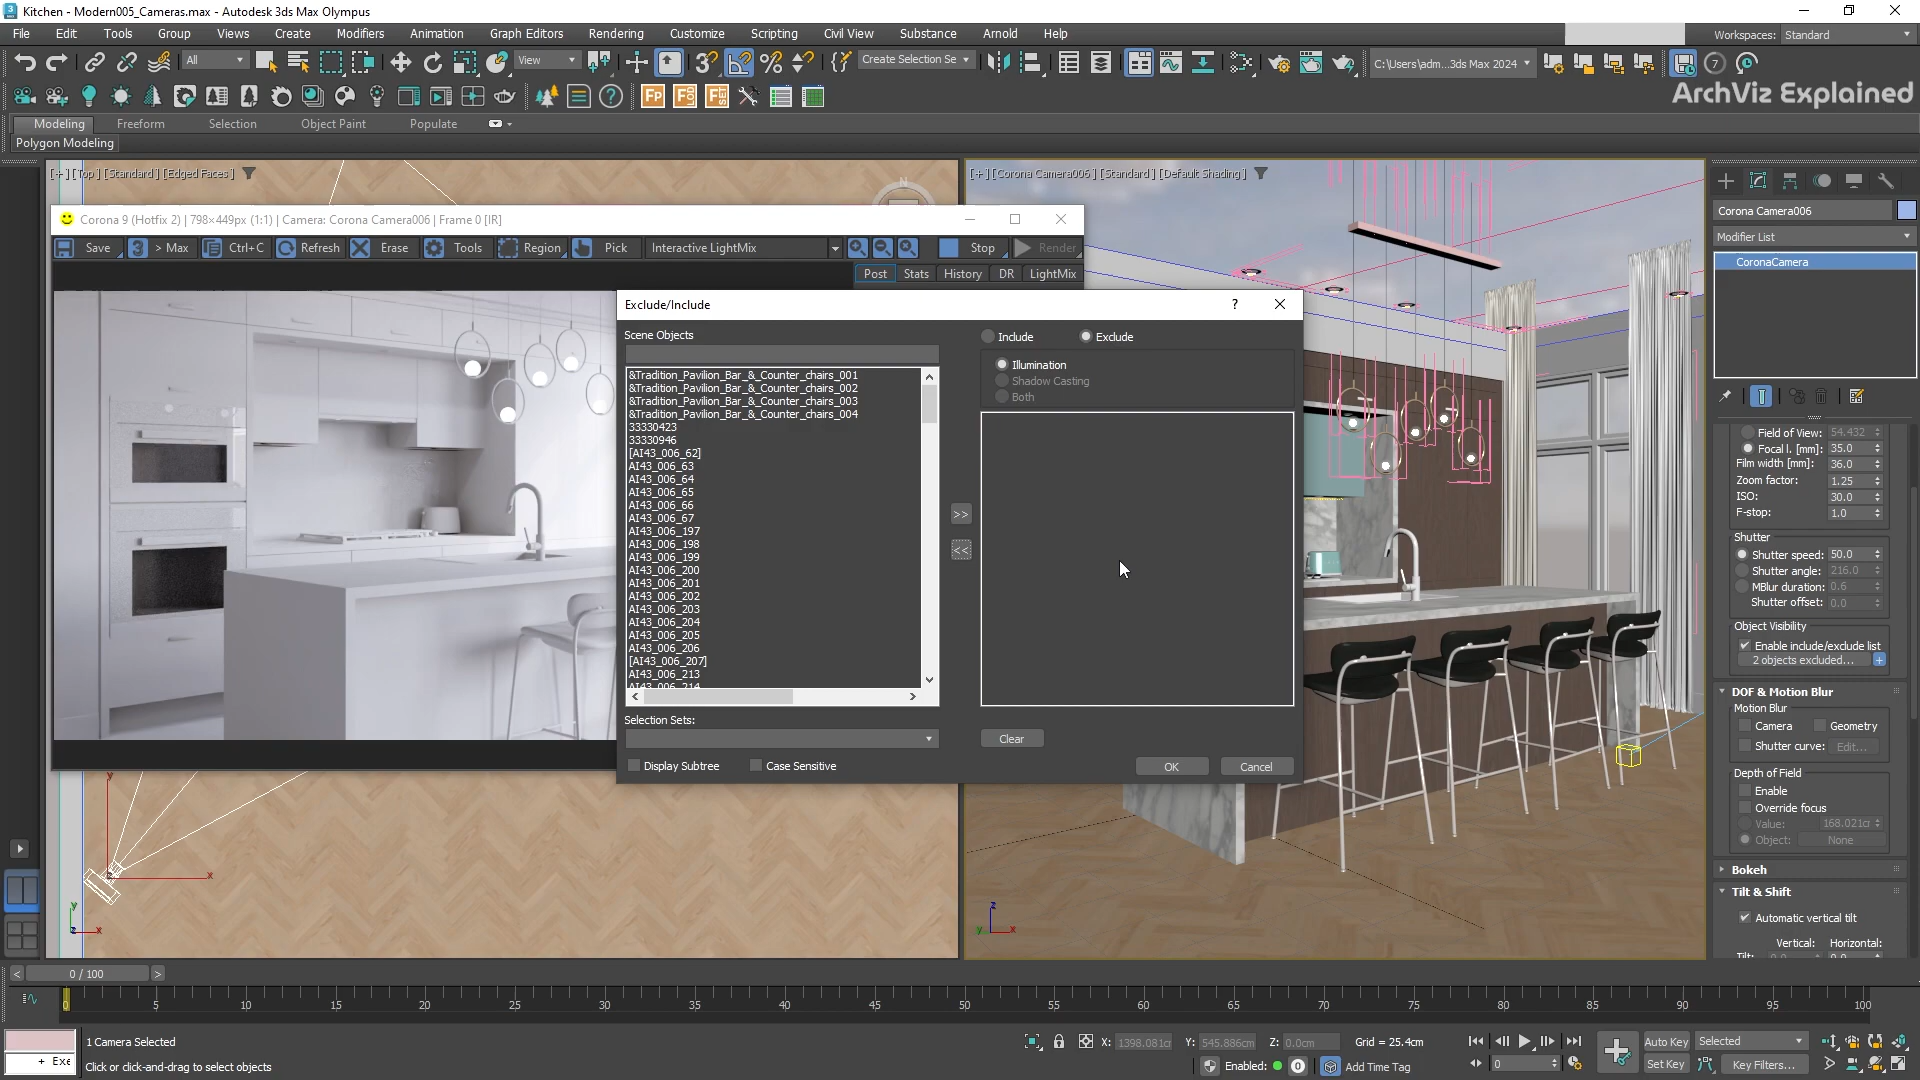 Kitchen - Modern005_Cameras.max - Autodesk 3ds Max Olympus
File Edit Tools Group Views Create Modifiers Animation Graph Editors Rendering Customize Scripting Civil View Substance Arnold Help
Workspaces: Standard
All
View
Create Selection Se
C:\Users\adm...3ds Max 2024
ArchViz Explained
Modeling Freeform Selection Object Paint Populate
Polygon Modeling
[+] [Top] [Standard] [Edged Faces]
[+] [Corona Camera006] [Standard] [Default Shading]
Corona 9 (Hotfix 2) | 798×449px (1:1) | Camera: Corona Camera006 | Frame 0 [IR]
Save > Max Ctrl+C Refresh Erase Tools Region Pick Interactive LightMix Stop Render
Post Stats History DR LightMix
Exclude/Include
?
Scene Objects
Include Exclude
Illumination
Shadow Casting
Both
&Tradition_Pavilion_Bar_&_Counter_chairs_001
&Tradition_Pavilion_Bar_&_Counter_chairs_002
&Tradition_Pavilion_Bar_&_Counter_chairs_003
&Tradition_Pavilion_Bar_&_Counter_chairs_004
33330423
33330946
[AI43_006_62]
AI43_006_63
AI43_006_64
AI43_006_65
AI43_006_66
AI43_006_67
AI43_006_197
AI43_006_198
AI43_006_199
AI43_006_200
AI43_006_201
AI43_006_202
AI43_006_203
AI43_006_204
AI43_006_205
AI43_006_206
[AI43_006_207]
AI43_006_213
AI43_006_214
>>
<<
Selection Sets:
Clear
Display Subtree Case Sensitive
OK Cancel
Corona Camera006
Modifier List
CoronaCamera
Field of View: 54.432
Focal l. [mm]: 35.0
Film width [mm]: 36.0
Zoom factor: 1.25
ISO: 30.0
F-stop: 1.0
Shutter
Shutter speed: 50.0
Shutter angle: 216.0
MBlur duration: 0.6
Shutter offset: 0.0
Object Visibility
Enable include/exclude list
2 objects excluded... +
DOF & Motion Blur
Motion Blur
Camera Geometry
Shutter curve: Edit...
Depth of Field
Enable
Override focus
Value: 168.021cr
Object: None
Bokeh
Tilt & Shift
Automatic vertical tilt
Vertical: Horizontal:
Tilt: 0.0 0.0
y
x
y
z
x
z
y
x
< 0 / 100 >
0 5 10 15 20 25 30 35 40 45 50 55 60 65 70 75 80 85 90 95 100
1 Camera Selected
+ Exe
Click or click-and-drag to select objects
X: 1398.081cr Y: 545.886cm Z: 0.0cm Grid = 25.4cm
Enabled: 0 Add Time Tag
0
Auto Key Selected
Set Key Key Filters...